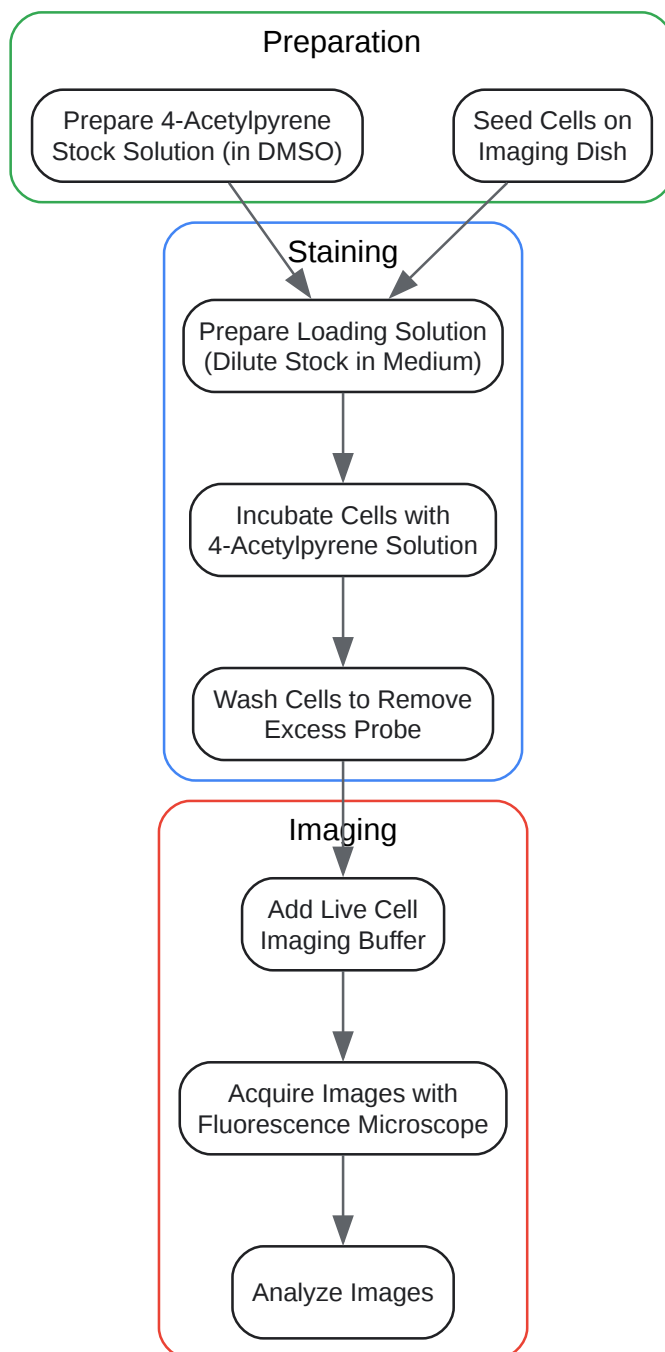 Preparation
Prepare 4-Acetylpyrene
Stock Solution (in DMSO)
Seed Cells on
Imaging Dish
Staining
Prepare Loading Solution
(Dilute Stock in Medium)
Incubate Cells with
4-Acetylpyrene Solution
Wash Cells to Remove
Excess Probe
Imaging
Add Live Cell
Imaging Buffer
Acquire Images with
Fluorescence Microscope
Analyze Images